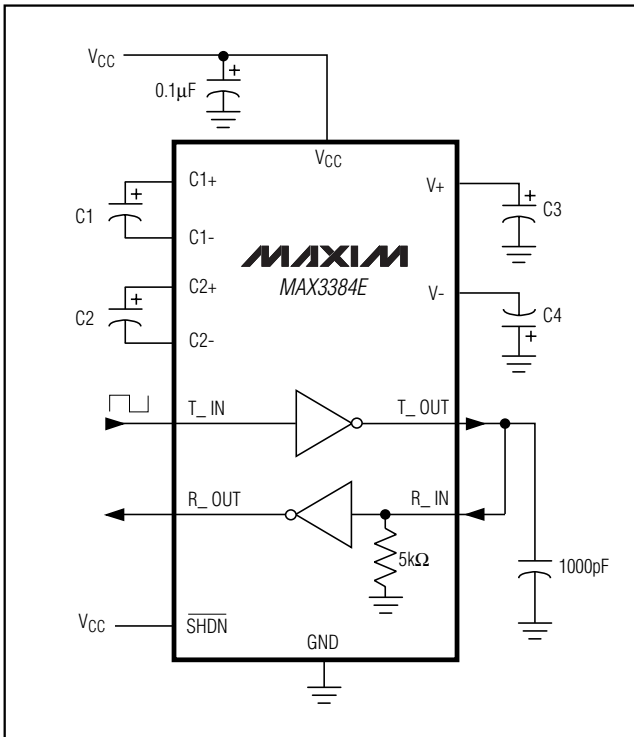 VCC
0.1μF
+
VCC
C1+
+
C1
C1-
C2+
+
C2
C2-
V+
+
C3
V-
C4
+
MAXIM
MAX3384E
T_ IN
T_ OUT
R_ OUT
R_ IN
5kΩ
1000pF
VCC
SHDN
GND